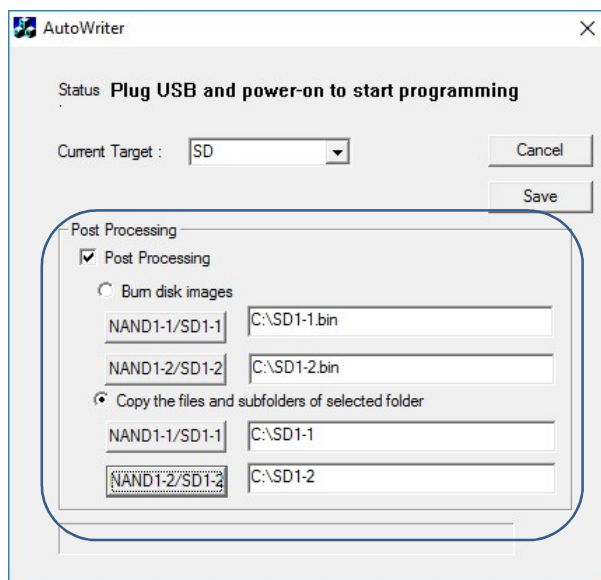 AutoWriter
Status : Plug USB and power-on to start programming
Current Target : SD Cancel
Save
Post Processing
Post Processing
Burn disk images
NAND1-1/SD1-1 C:\SD1-1.bin
NAND1-2/SD1-2 C:\SD1-2.bin
Copy the files and subfolders of selected folder
NAND1-1/SD1-1 C:\SD1-1
NAND1-2/SD1-2 C:\SD1-2